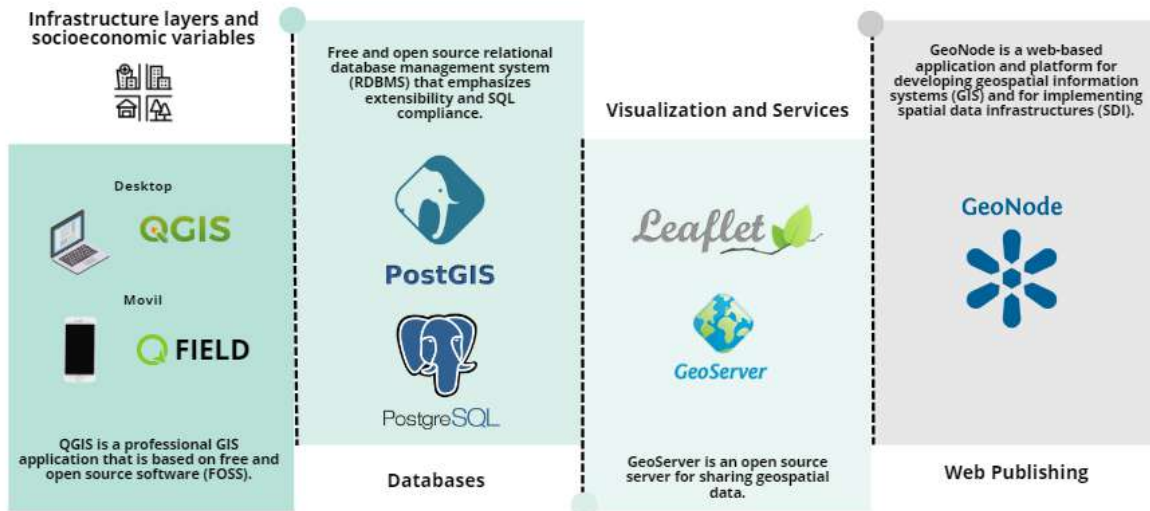 Infrastructure layers and
socioeconomic variables
Desktop
QGIS
Movil
QFIELD
QGIS is a professional GIS
application that is based on free and
open source software (FOSS).
Free and open source relational
database management system
(RDBMS) that emphasizes
extensibility and SQL
compliance.
PostGIS
PostgreSQL
Databases
Visualization and Services
Leaflet
GeoServer
GeoServer is an open source
server for sharing geospatial
data.
GeoNode is a web-based
application and platform for
developing geospatial information
systems (GIS) and for implementing
spatial data infrastructures (SDI).
GeoNode
Web Publishing